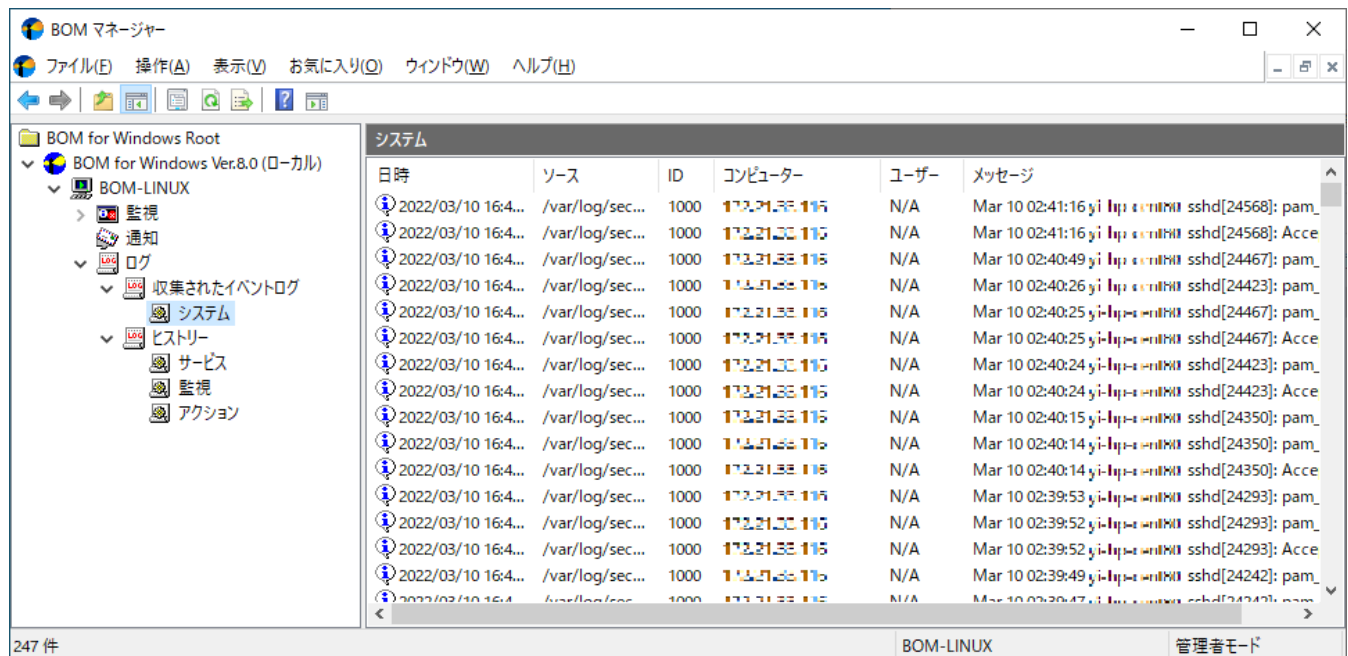 BOM マネージャー
ファイル(F) 操作(A) 表示(V) お気に入り(O) ウィンドウ(W) ヘルプ(H)
BOM for Windows Root
BOM for Windows Ver.8.0 (ローカル)
BOM-LINUX
監視
通知
ログ
収集されたイベントログ
システム
ヒストリー
サービス
監視
アクション
システム
日時 ソース ID コンピューター ユーザー メッセージ
2022/03/10 16:4... /var/log/sec... 1000 N/A Mar 10 02:41:16 sshd[24568]: pam_
2022/03/10 16:4... /var/log/sec... 1000 N/A Mar 10 02:41:16 sshd[24568]: Acce
2022/03/10 16:4... /var/log/sec... 1000 N/A Mar 10 02:40:49 sshd[24467]: pam_
2022/03/10 16:4... /var/log/sec... 1000 N/A Mar 10 02:40:26 sshd[24423]: pam_
2022/03/10 16:4... /var/log/sec... 1000 N/A Mar 10 02:40:25 sshd[24467]: pam_
2022/03/10 16:4... /var/log/sec... 1000 N/A Mar 10 02:40:25 sshd[24467]: Acce
2022/03/10 16:4... /var/log/sec... 1000 N/A Mar 10 02:40:24 sshd[24423]: pam_
2022/03/10 16:4... /var/log/sec... 1000 N/A Mar 10 02:40:24 sshd[24423]: Acce
2022/03/10 16:4... /var/log/sec... 1000 N/A Mar 10 02:40:15 sshd[24350]: pam_
2022/03/10 16:4... /var/log/sec... 1000 N/A Mar 10 02:40:14 sshd[24350]: pam_
2022/03/10 16:4... /var/log/sec... 1000 N/A Mar 10 02:40:14 sshd[24350]: Acce
2022/03/10 16:4... /var/log/sec... 1000 N/A Mar 10 02:39:53 sshd[24293]: pam_
2022/03/10 16:4... /var/log/sec... 1000 N/A Mar 10 02:39:52 sshd[24293]: pam_
2022/03/10 16:4... /var/log/sec... 1000 N/A Mar 10 02:39:52 sshd[24293]: Acce
2022/03/10 16:4... /var/log/sec... 1000 N/A Mar 10 02:39:49 sshd[24242]: pam_
2022/03/10 16:4... /var/log/sec... 1000 N/A Mar 10 02:39:47 sshd[24242]: pam_
247 件 BOM-LINUX 管理者モード